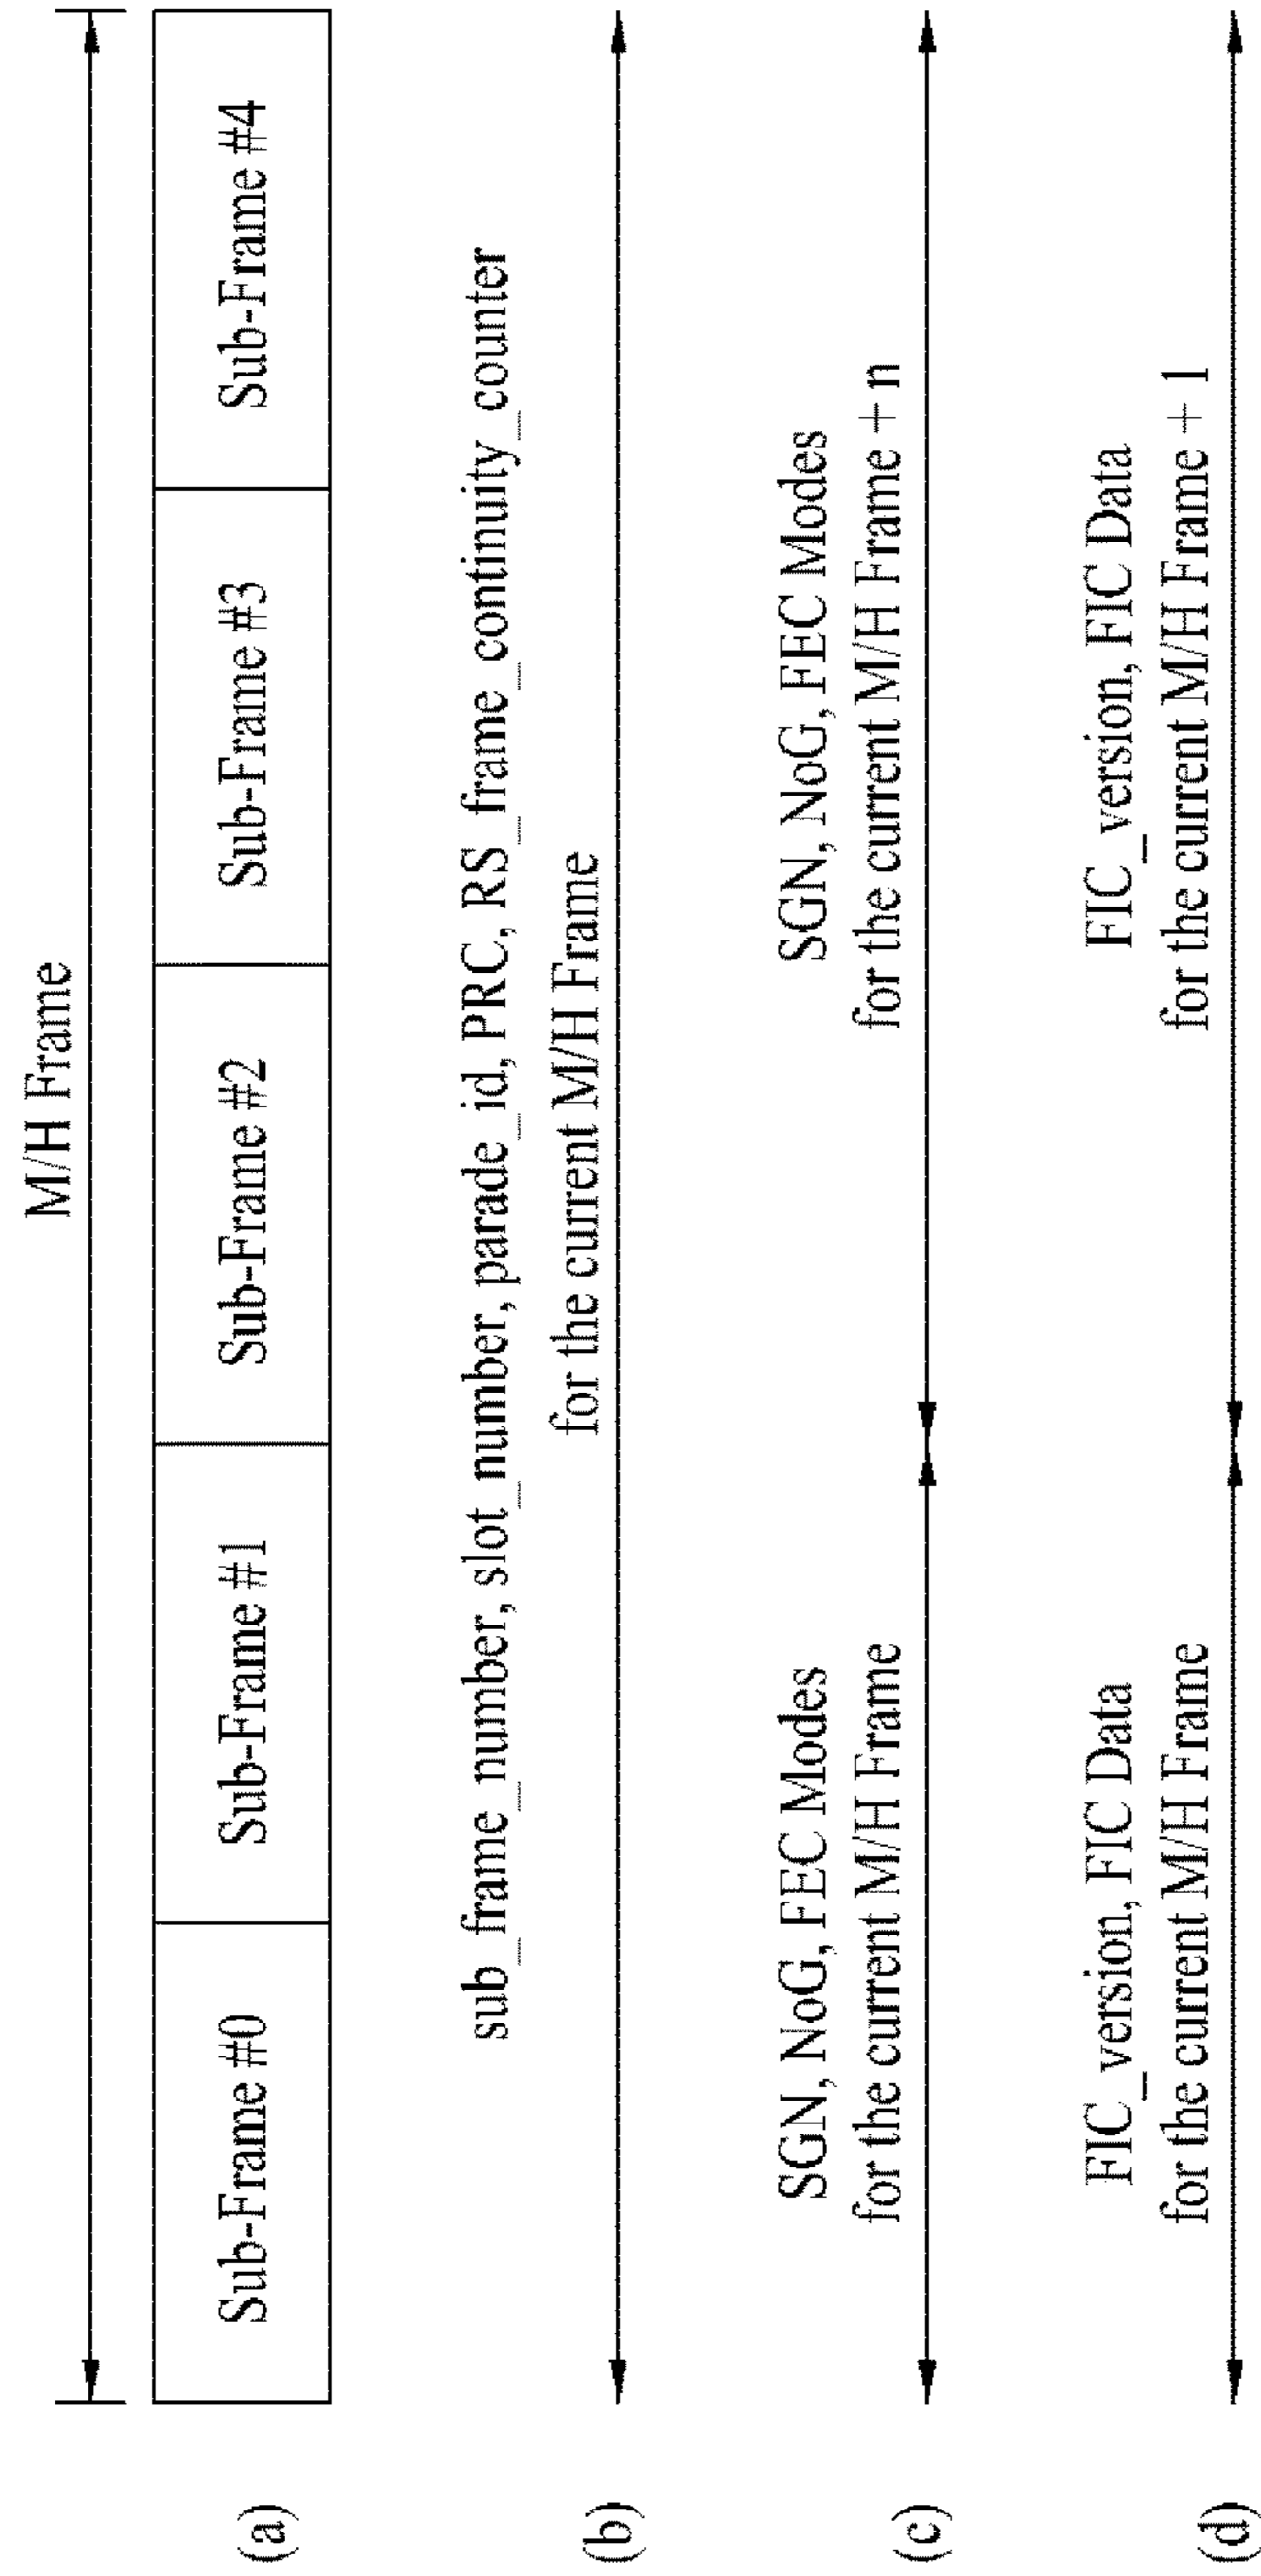 M/H Frame
(a)
Sub-Frame #0
Sub-Frame #1
Sub-Frame #2
Sub-Frame #3
Sub-Frame #4
(b)
sub_frame_number, slot_number, parade_id, PRC, RS_frame_continuity_counter
for the current M/H Frame
(c)
SGN, NoG, FEC Modes
for the current M/H Frame
SGN, NoG, FEC Modes
for the current M/H Frame + n
(d)
FIC_version, FIC Data
for the current M/H Frame
FIC_version, FIC Data
for the current M/H Frame + 1